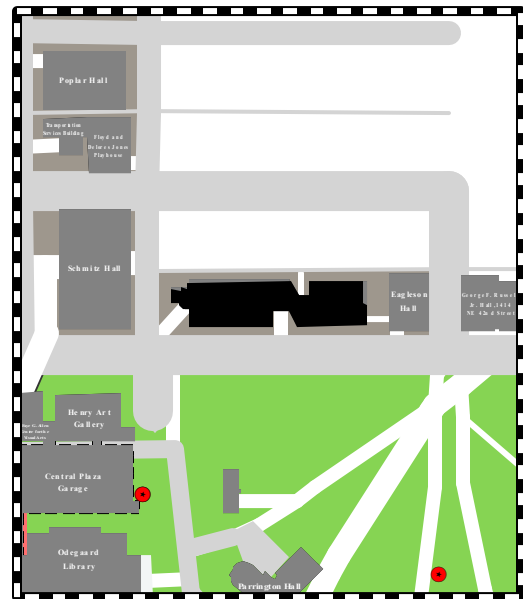 Poplar Hall
Transportation
Services Building
Floyd and
Delores Jones
Playhouse
Schmitz Hall
Eagleson
Hall
George F. Russell
Jr. Hall, 1414
NE 42nd Street
Henry Art
Gallery
Central Plaza
Garage
Odegaard
Library
Parrington Hall